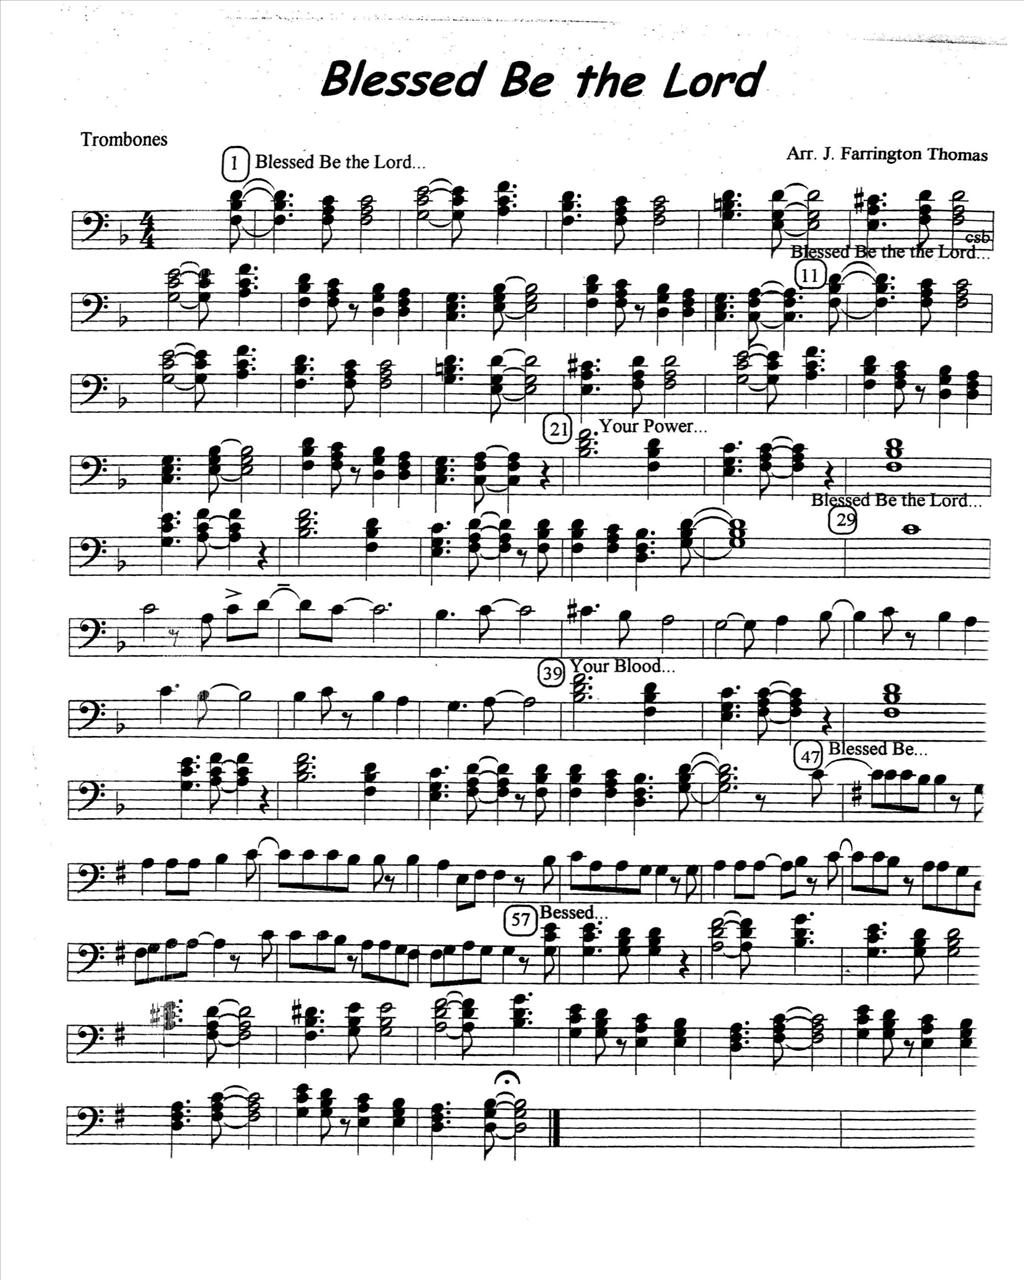 Blessed Be the Lord
Trombones
Arr. J. Farrington Thomas
1 Blessed Be the Lord...
4
4
csb
Blessed Be the the Lord...
11
21 Your Power...
Blessed Be the Lord...
29
39 Your Blood...
47 Blessed Be...
57 Bessed...